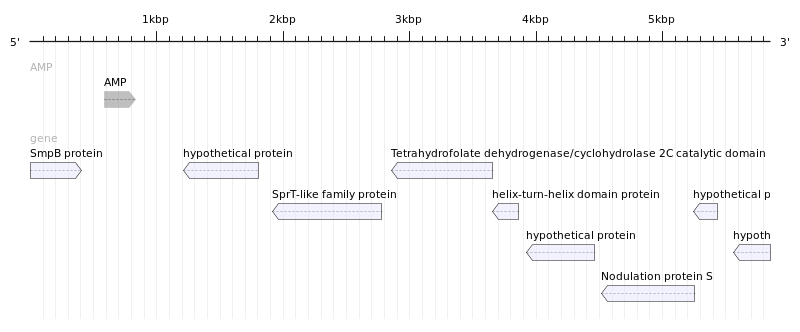 1kbp 2kbp 3kbp 4kbp 5kbp
5' 3'
AMP
AMP
gene
SmpB protein hypothetical protein Tetrahydrofolate dehydrogenase/cyclohydrolase 2C catalytic domain
SprT-like family protein helix-turn-helix domain protein hypothetical p
hypothetical protein hypoth
Nodulation protein S